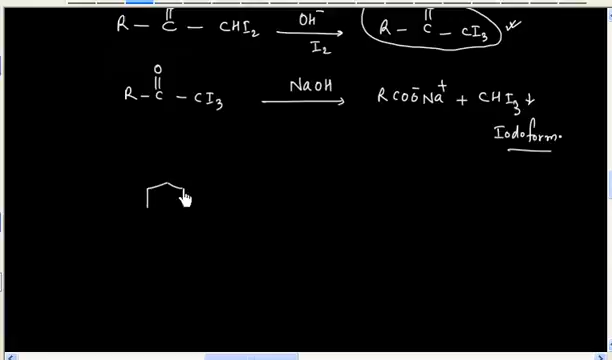 R - C - CHI2 OH- I2 R - C - CI3
O
R - C - CI3 NaOH RCOO- Na+ + CHI3 ↓
Iodoform.